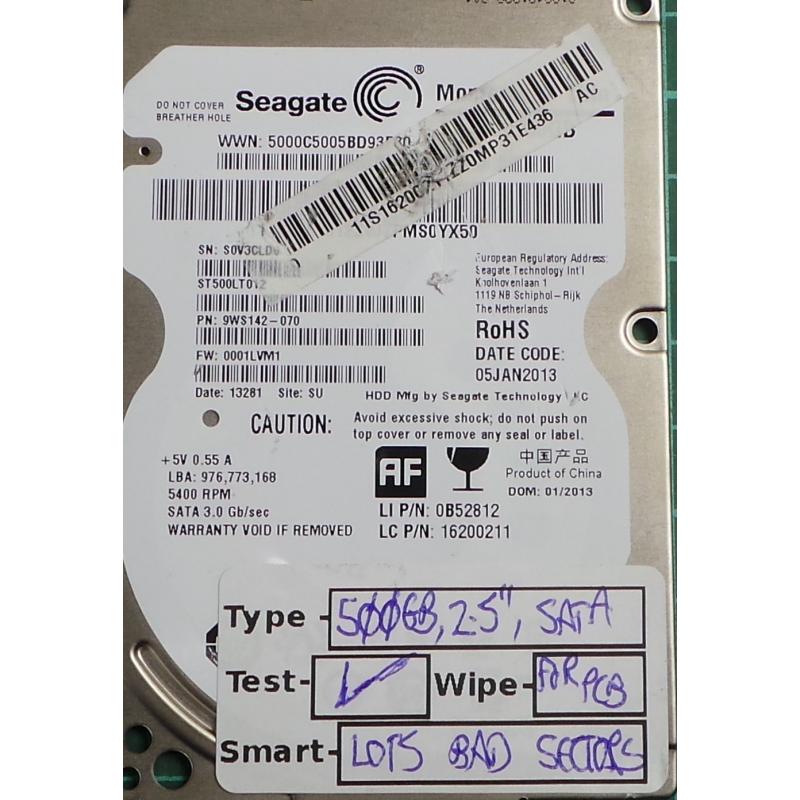 DO NOT COVER
BREATHER HOLE
Seagate
®
WWN:
11S16200
AC
SN:
PN: 9WS142-070
FW: 0001LVM1
Date: 13281 Site: SU
European Regulatory Address:
Seagate Technology Int'l
Koolhovenlaan 1
1119 NB Schiphol-Rijk
The Netherlands
RoHS
DATE CODE:
05JAN2013
HDD Mfg by Seagate Technology
CAUTION:
Avoid excessive shock; do not push on
top cover or remove any seal or label.
+5V 0.55 A
LBA: 976,773,168
5400 RPM
SATA 3.0 Gb/sec
WARRANTY VOID IF REMOVED
AF
中国产品
Product of China
DOM: 01/2013
LI P/N: 0B52812
LC P/N: 16200211
Type - 500GB, 2.5", SATA
Test- Wipe- FOR PCB
Smart- LOTS BAD SECTORS